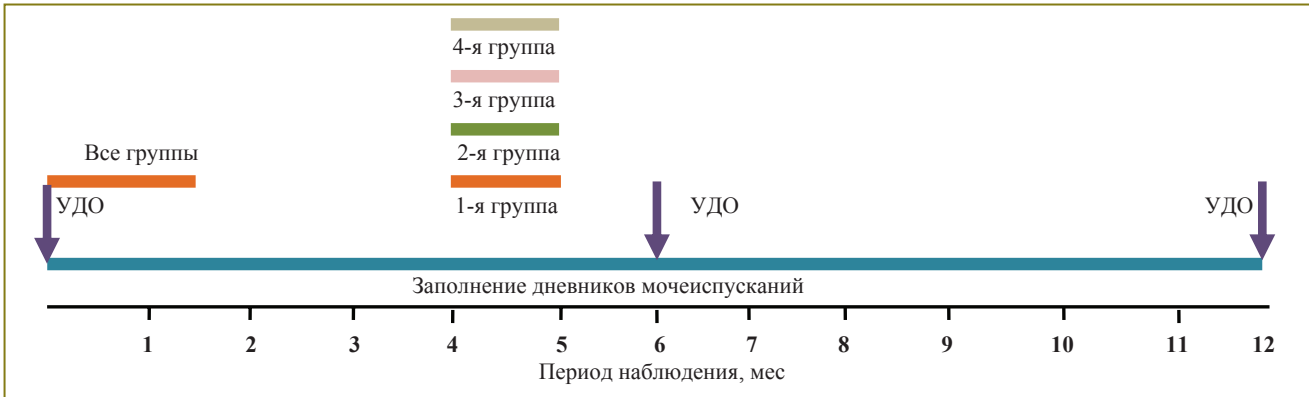 4-я группа
3-я группа
Все группы
2-я группа
УДО
1-я группа
УДО
УДО
Заполнение дневников мочеиспусканий
1 2 3 4 5 6 7 8 9 10 11 12
Период наблюдения, мес